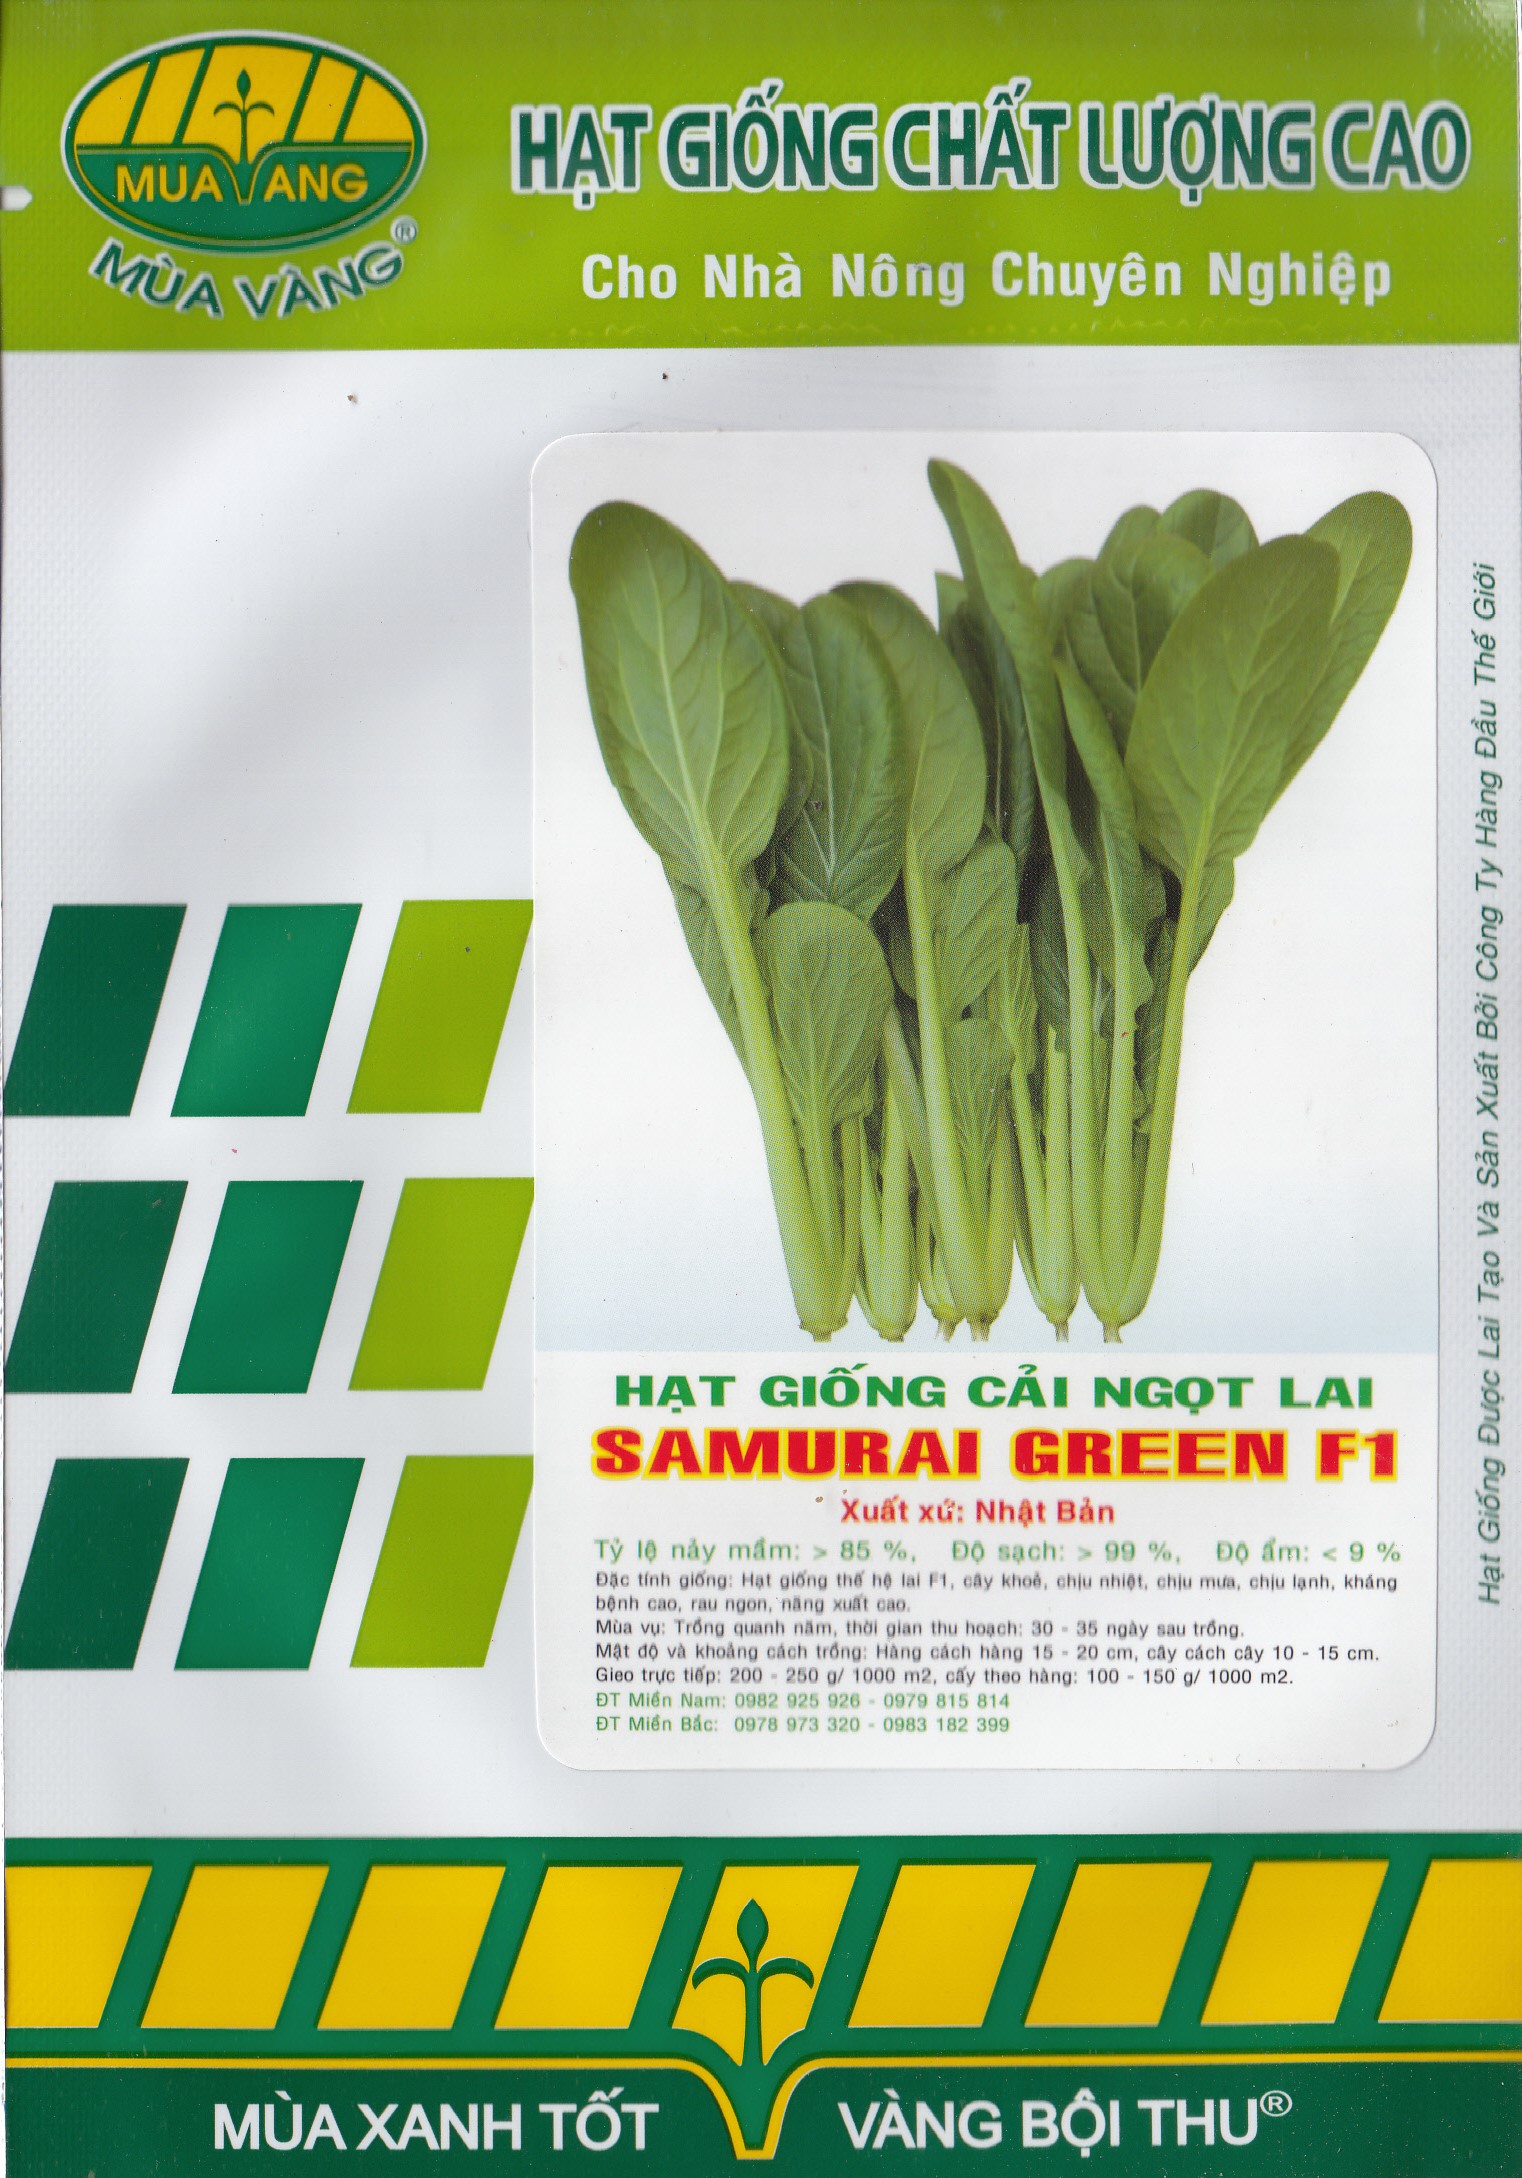 MUA VANG
MÙA VÀNG®
HẠT GIỐNG CHẤT LƯỢNG CAO
Cho Nhà Nông Chuyên Nghiệp
Hạt Giống Được Lai Tạo Và Sản Xuất Bởi Công Ty Hàng Đầu Thế Giới
HẠT GIỐNG CẢI NGỌT LAI
SAMURAI GREEN F1
Xuất xứ: Nhật Bản
Tỷ lệ nảy mầm: > 85 %, Độ sạch: > 99 %, Độ ẩm: < 9 %
Đặc tính giống: Hạt giống thế hệ lai F1, cây khoẻ, chịu nhiệt, chịu mưa, chịu lạnh, kháng
bệnh cao, rau ngon, năng xuất cao.
Mùa vụ: Trồng quanh năm, thời gian thu hoạch: 30 - 35 ngày sau trồng.
Mật độ và khoảng cách trồng: Hàng cách hàng 15 - 20 cm, cây cách cây 10 - 15 cm.
Gieo trực tiếp: 200 - 250 g/ 1000 m2, cấy theo hàng: 100 - 150 g/ 1000 m2.
ĐT Miền Nam: 0982 925 926 - 0979 815 814
ĐT Miền Bắc: 0978 973 320 - 0983 182 399
MÙA XANH TỐT VÀNG BỘI THU®